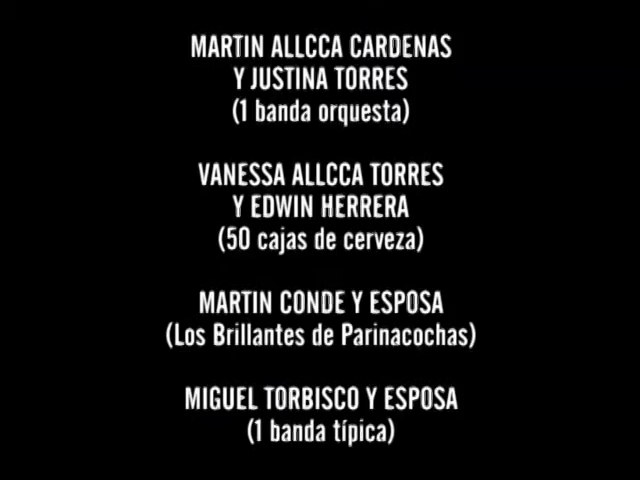 MARTIN ALLCCA CARDENAS
Y JUSTINA TORRES
(1 banda orquesta)
VANESSA ALLCCA TORRES
Y EDWIN HERRERA
(50 cajas de cerveza)
MARTIN CONDE Y ESPOSA
(Los Brillantes de Parinacochas)
MIGUEL TORBISCO Y ESPOSA
(1 banda típica)